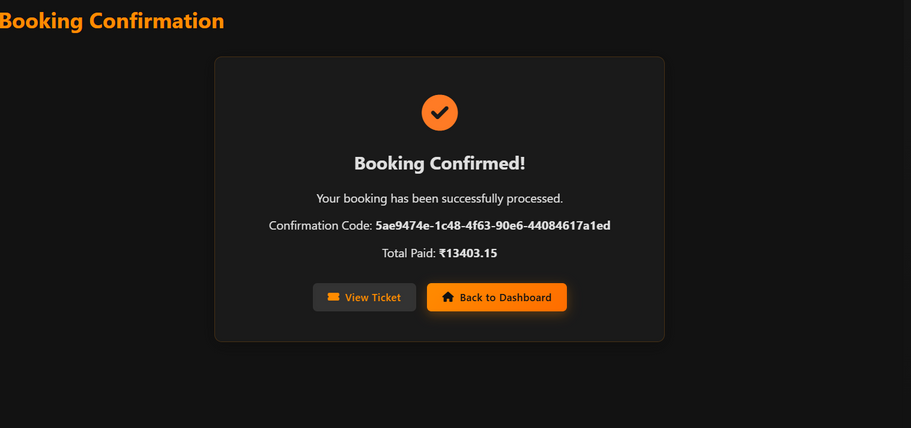 Booking Confirmation
Booking Confirmed!
Your booking has been successfully processed.
Confirmation Code: 5ae9474e-1c48-4f63-90e6-44084617a1ed
Total Paid: ₹13403.15
View Ticket
Back to Dashboard